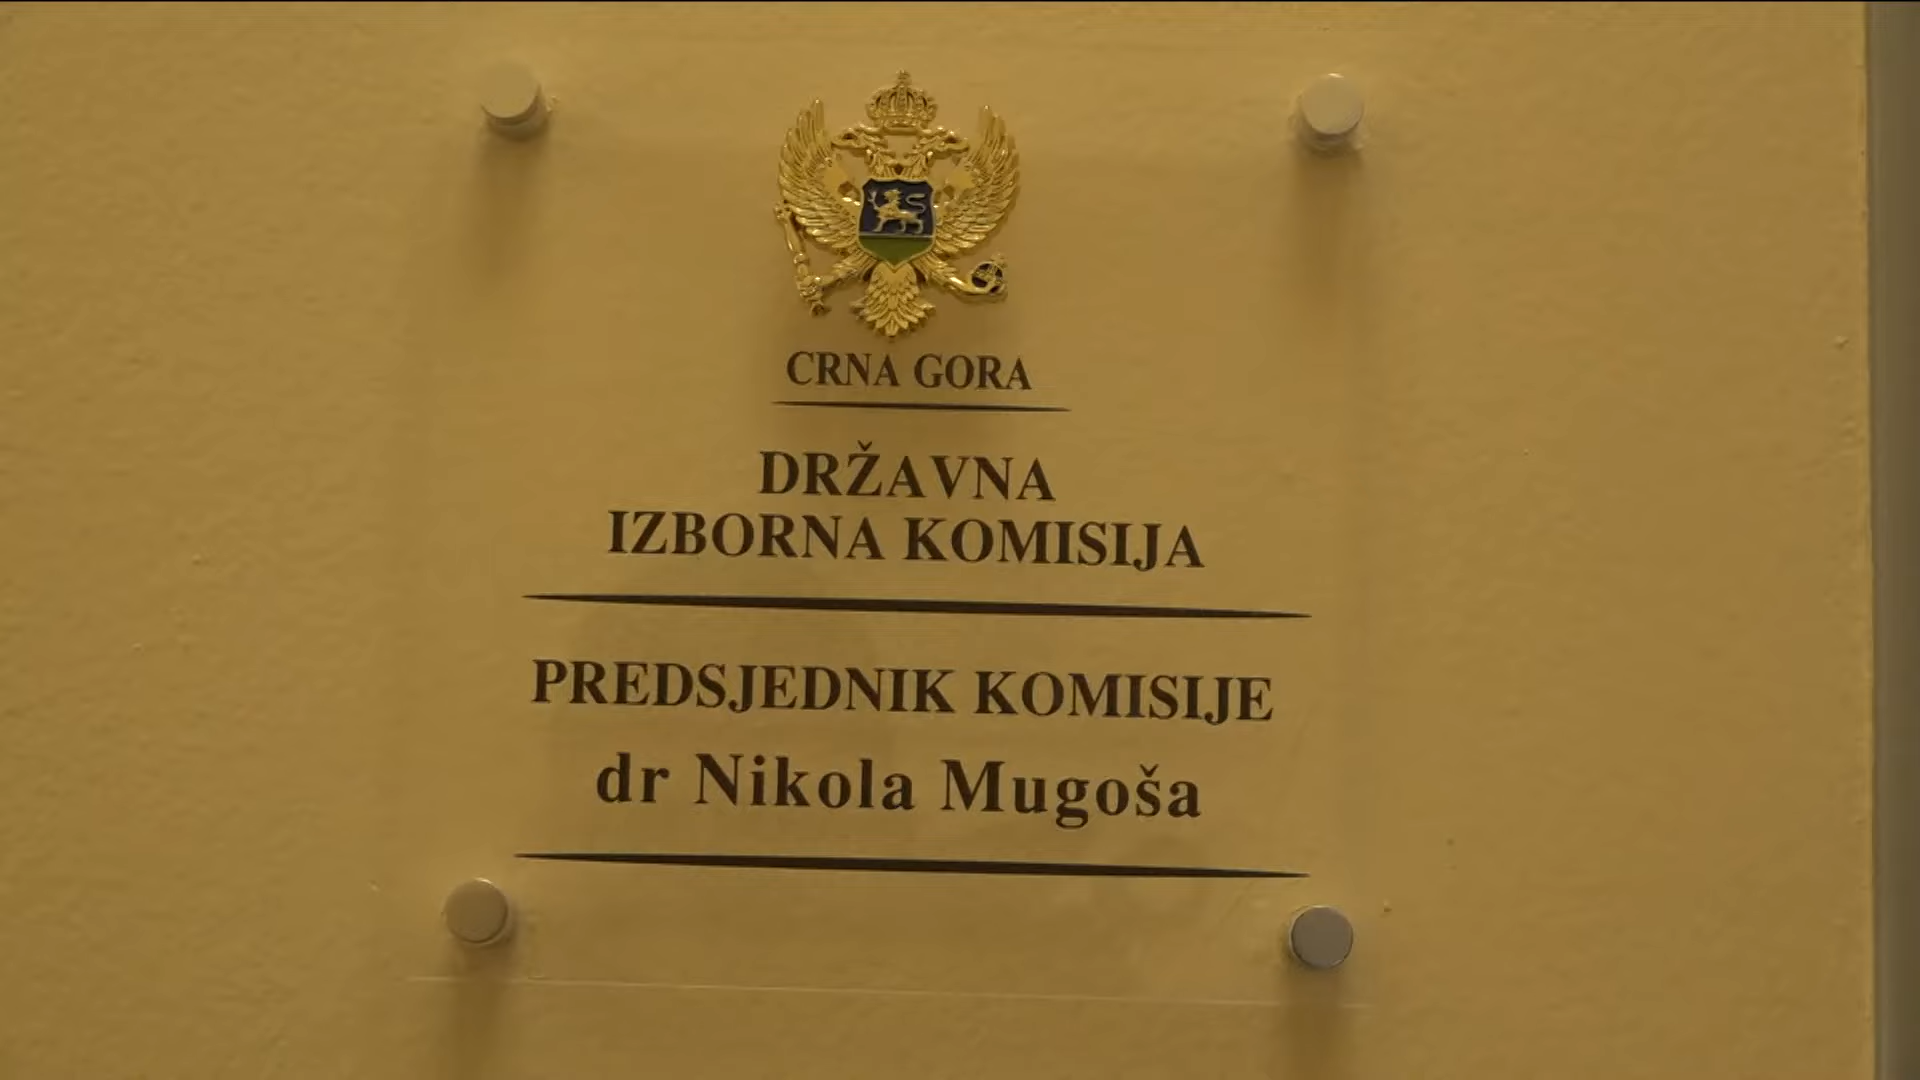 CRNA GORA
DRŽAVNA
IZBORNA KOMISIJA
PREDSJEDNIK KOMISIJE
dr Nikola Mugoša